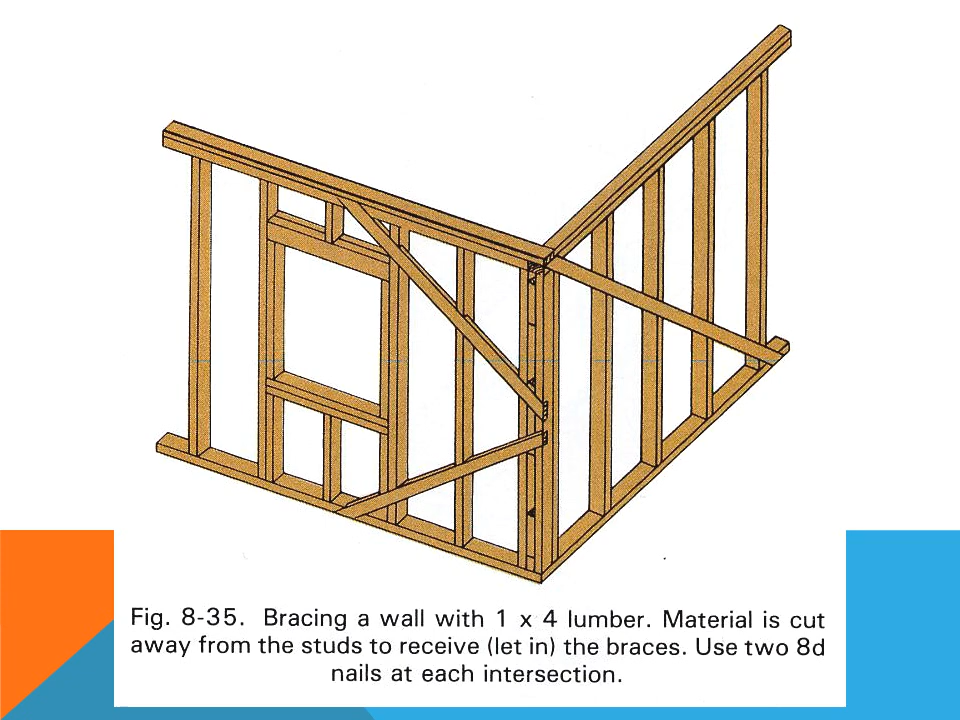 Fig. 8-35. Bracing a wall with 1 x 4 lumber. Material is cut
away from the studs to receive (let in) the braces. Use two 8d
nails at each intersection.